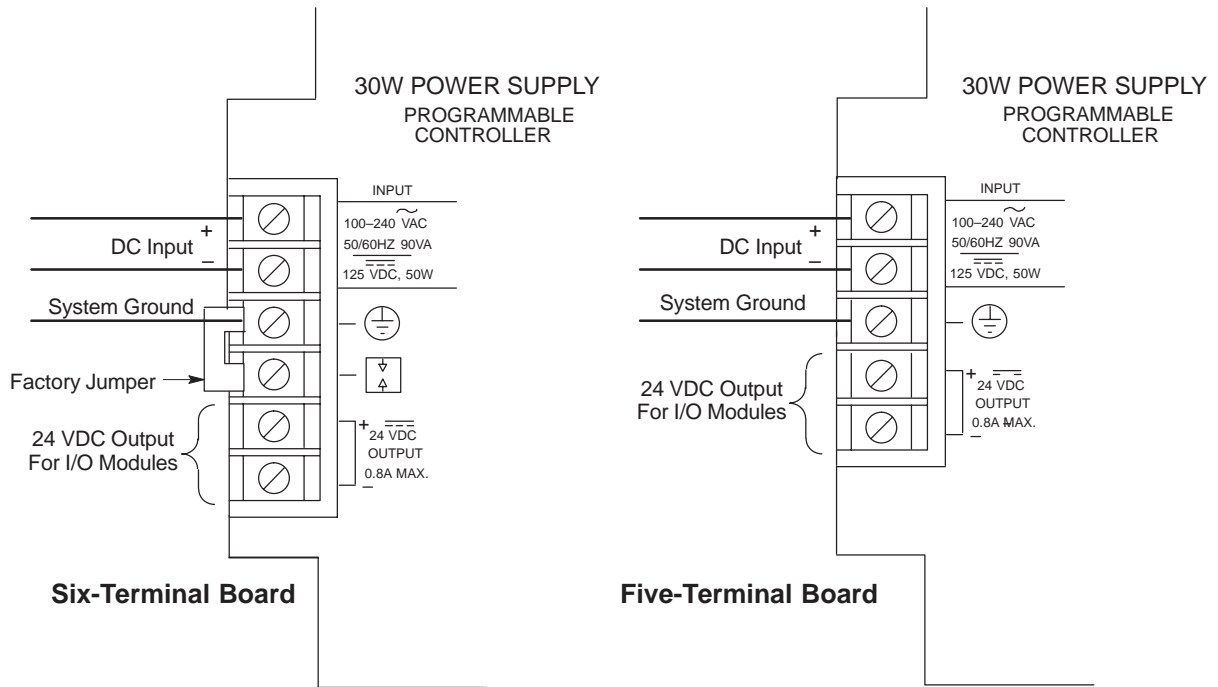 30W POWER SUPPLY
PROGRAMMABLE
CONTROLLER
INPUT
100–240 VAC
50/60HZ 90VA
125 VDC, 50W
+
DC Input
–
System Ground
Factory Jumper
24 VDC Output
For I/O Modules
+
24 VDC
OUTPUT
0.8A MAX.
–
Six-Terminal Board
30W POWER SUPPLY
PROGRAMMABLE
CONTROLLER
INPUT
100–240 VAC
50/60HZ 90VA
125 VDC, 50W
+
DC Input
–
System Ground
24 VDC Output
For I/O Modules
+
24 VDC
OUTPUT
0.8A MAX.
–
Five-Terminal Board